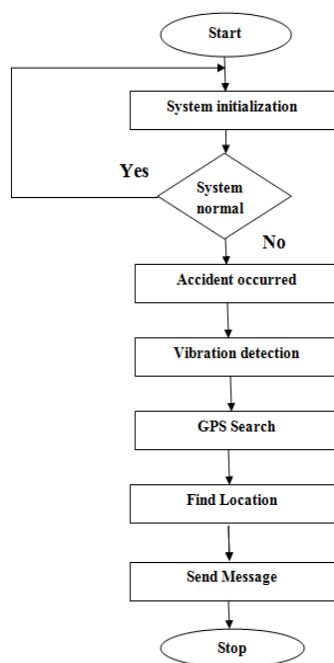 Start
System initialization
Yes
System
normal
No
Accident occurred
Vibration detection
GPS Search
Find Location
Send Message
Stop